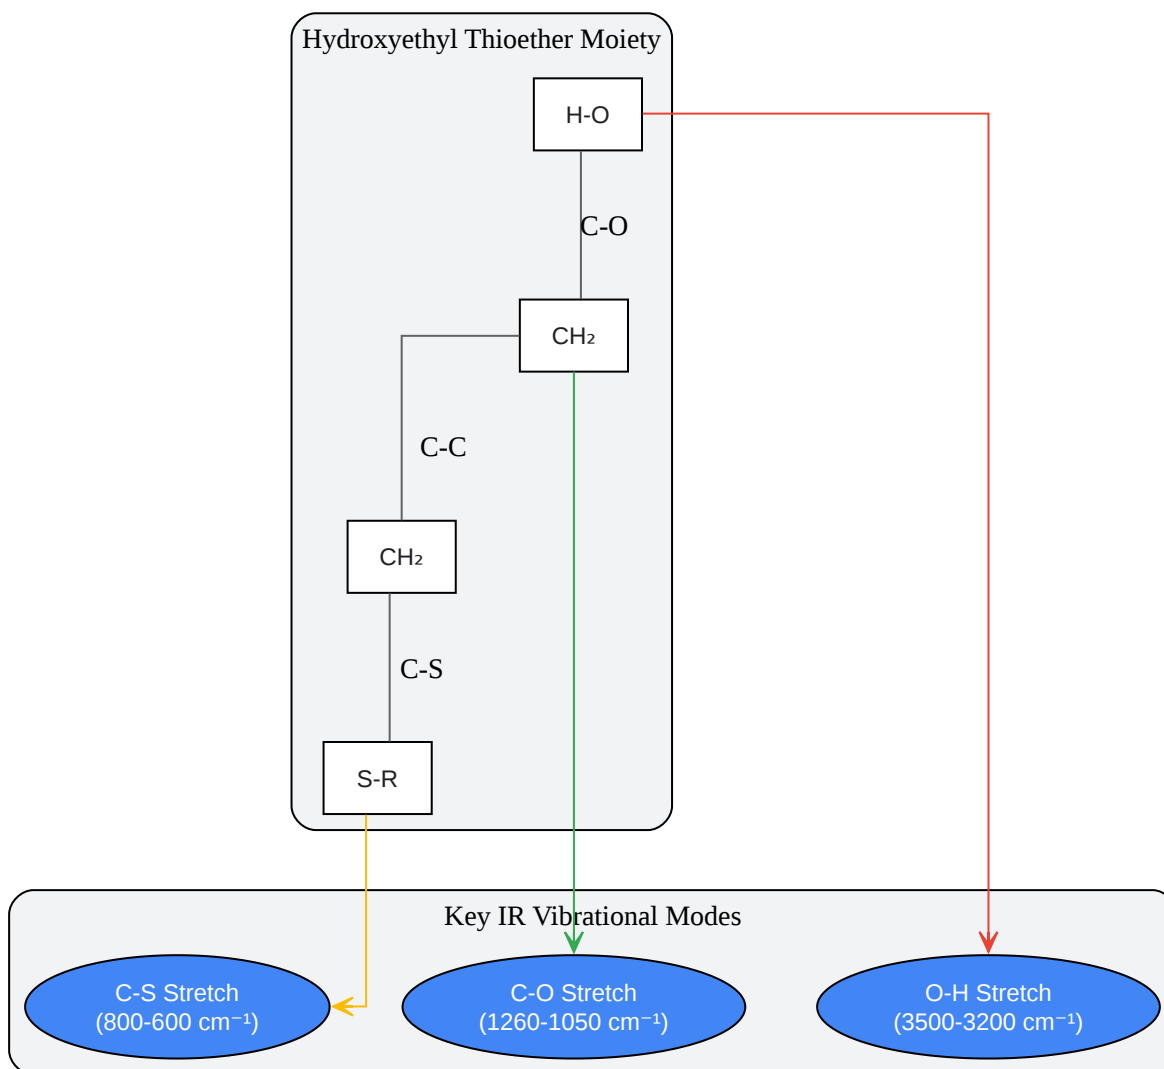 Hydroxyethyl Thioether Moiety
H-O
C-O
CH₂
C-C
CH₂
C-S
S-R
Key IR Vibrational Modes
C-S Stretch
(800-600 cm⁻¹)
C-O Stretch
(1260-1050 cm⁻¹)
O-H Stretch
(3500-3200 cm⁻¹)